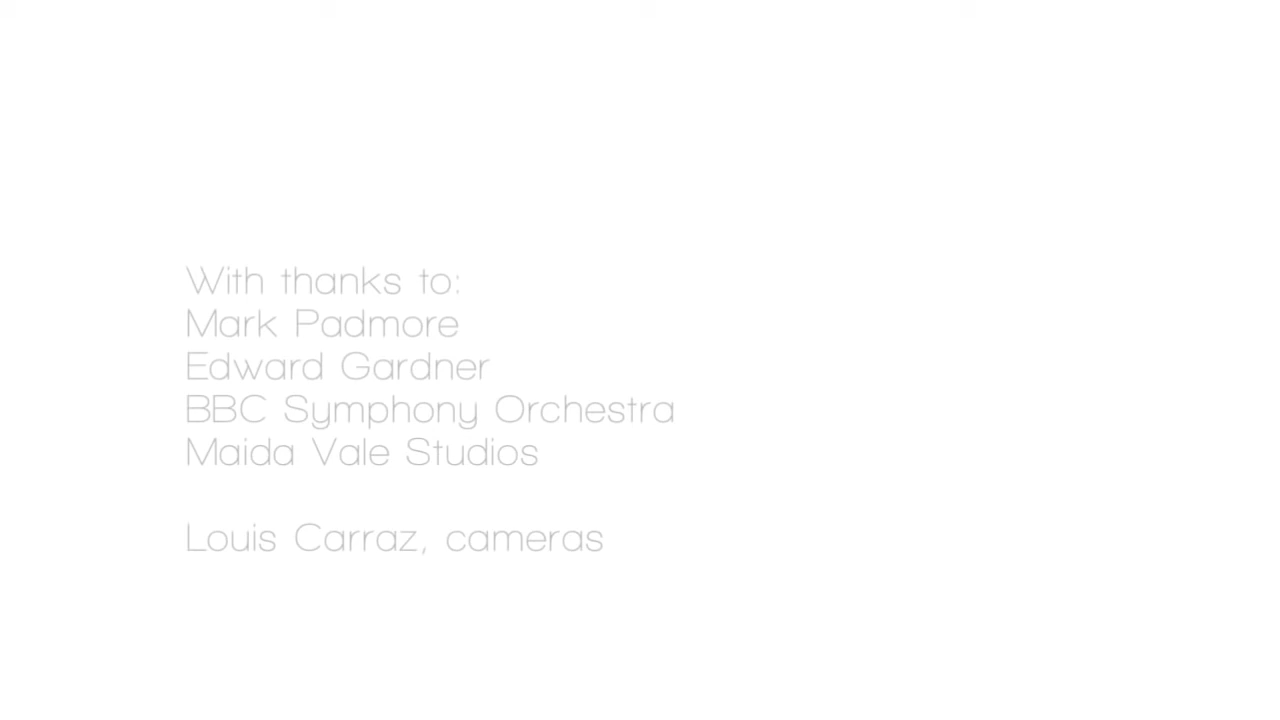 With thanks to:
Mark Padmore
Edward Gardner
BBC Symphony Orchestra
Maida Vale Studios
Louis Carraz, cameras